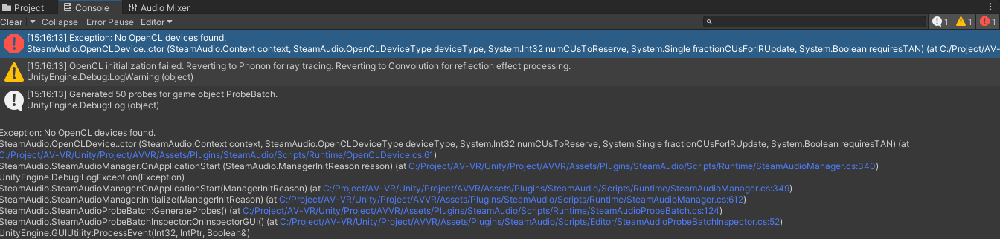 Project Console Audio Mixer
Clear Collapse Error Pause Editor 1 1 1
[15:16:13] Exception: No OpenCL devices found.
SteamAudio.OpenCLDevice..ctor (SteamAudio.Context context, SteamAudio.OpenCLDeviceType deviceType, System.Int32 numCUsToReserve, System.Single fractionCUsForIRUpdate, System.Boolean requiresTAN) (at C:/Project/AV-
[15:16:13] OpenCL initialization failed. Reverting to Phonon for ray tracing. Reverting to Convolution for reflection effect processing.
UnityEngine.Debug:LogWarning (object)
[15:16:13] Generated 50 probes for game object ProbeBatch.
UnityEngine.Debug:Log (object)
Exception: No OpenCL devices found.
SteamAudio.OpenCLDevice..ctor (SteamAudio.Context context, SteamAudio.OpenCLDeviceType deviceType, System.Int32 numCUsToReserve, System.Single fractionCUsForIRUpdate, System.Boolean requiresTAN) (at
C:/Project/AV-VR/Unity/Project/AVVR/Assets/Plugins/SteamAudio/Scripts/Runtime/OpenCLDevice.cs:61)
SteamAudio.SteamAudioManager.OnApplicationStart (SteamAudio.ManagerInitReason reason) (at C:/Project/AV-VR/Unity/Project/AVVR/Assets/Plugins/SteamAudio/Scripts/Runtime/SteamAudioManager.cs:340)
UnityEngine.Debug:LogException(Exception)
SteamAudio.SteamAudioManager:OnApplicationStart(ManagerInitReason) (at C:/Project/AV-VR/Unity/Project/AVVR/Assets/Plugins/SteamAudio/Scripts/Runtime/SteamAudioManager.cs:349)
SteamAudio.SteamAudioManager:Initialize(ManagerInitReason) (at C:/Project/AV-VR/Unity/Project/AVVR/Assets/Plugins/SteamAudio/Scripts/Runtime/SteamAudioManager.cs:612)
SteamAudio.SteamAudioProbeBatch:GenerateProbes() (at C:/Project/AV-VR/Unity/Project/AVVR/Assets/Plugins/SteamAudio/Scripts/Runtime/SteamAudioProbeBatch.cs:124)
SteamAudio.SteamAudioProbeBatchInspector:OnInspectorGUI() (at C:/Project/AV-VR/Unity/Project/AVVR/Assets/Plugins/SteamAudio/Scripts/Editor/SteamAudioProbeBatchInspector.cs:52)
UnityEngine.GUIUtility:ProcessEvent(Int32, IntPtr, Boolean&)